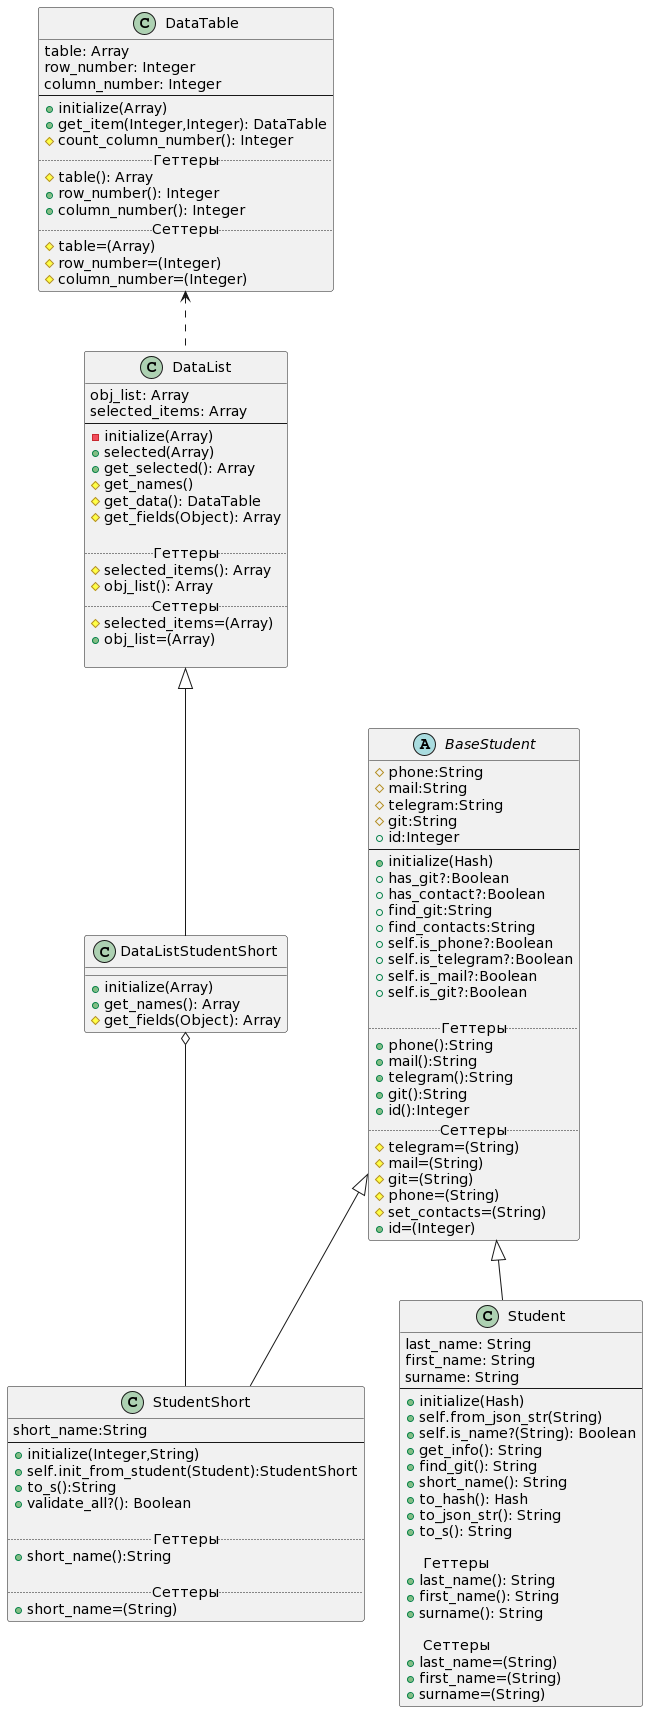 C DataTable
table: Array
row_number: Integer
column_number: Integer
initialize(Array)
get_item(Integer,Integer): DataTable
count_column_number(): Integer
Геттеры
table(): Array
row_number(): Integer
column_number(): Integer
Сеттеры
table=(Array)
row_number=(Integer)
column_number=(Integer)
C DataList
obj_list: Array
selected_items: Array
initialize(Array)
selected(Array)
get_selected(): Array
get_names()
get_data(): DataTable
get_fields(Object): Array
Геттеры
selected_items(): Array
obj_list(): Array
Сеттеры
selected_items=(Array)
obj_list=(Array)
A BaseStudent
phone:String
mail:String
telegram:String
git:String
id:Integer
initialize(Hash)
has_git?:Boolean
has_contact?:Boolean
find_git:String
find_contacts:String
self.is_phone?:Boolean
self.is_telegram?:Boolean
self.is_mail?:Boolean
self.is_git?:Boolean
Геттеры
phone():String
mail():String
telegram():String
git():String
id():Integer
Сеттеры
telegram=(String)
mail=(String)
git=(String)
phone=(String)
set_contacts=(String)
id=(Integer)
C DataListStudentShort
initialize(Array)
get_names(): Array
get_fields(Object): Array
C StudentShort
short_name:String
initialize(Integer,String)
self.init_from_student(Student):StudentShort
to_s():String
validate_all?(): Boolean
Геттеры
short_name():String
Сеттеры
short_name=(String)
C Student
last_name: String
first_name: String
surname: String
initialize(Hash)
self.from_json_str(String)
self.is_name?(String): Boolean
get_info(): String
find_git(): String
short_name(): String
to_hash(): Hash
to_json_str(): String
to_s(): String
Геттеры
last_name(): String
first_name(): String
surname(): String
Сеттеры
last_name=(String)
first_name=(String)
surname=(String)